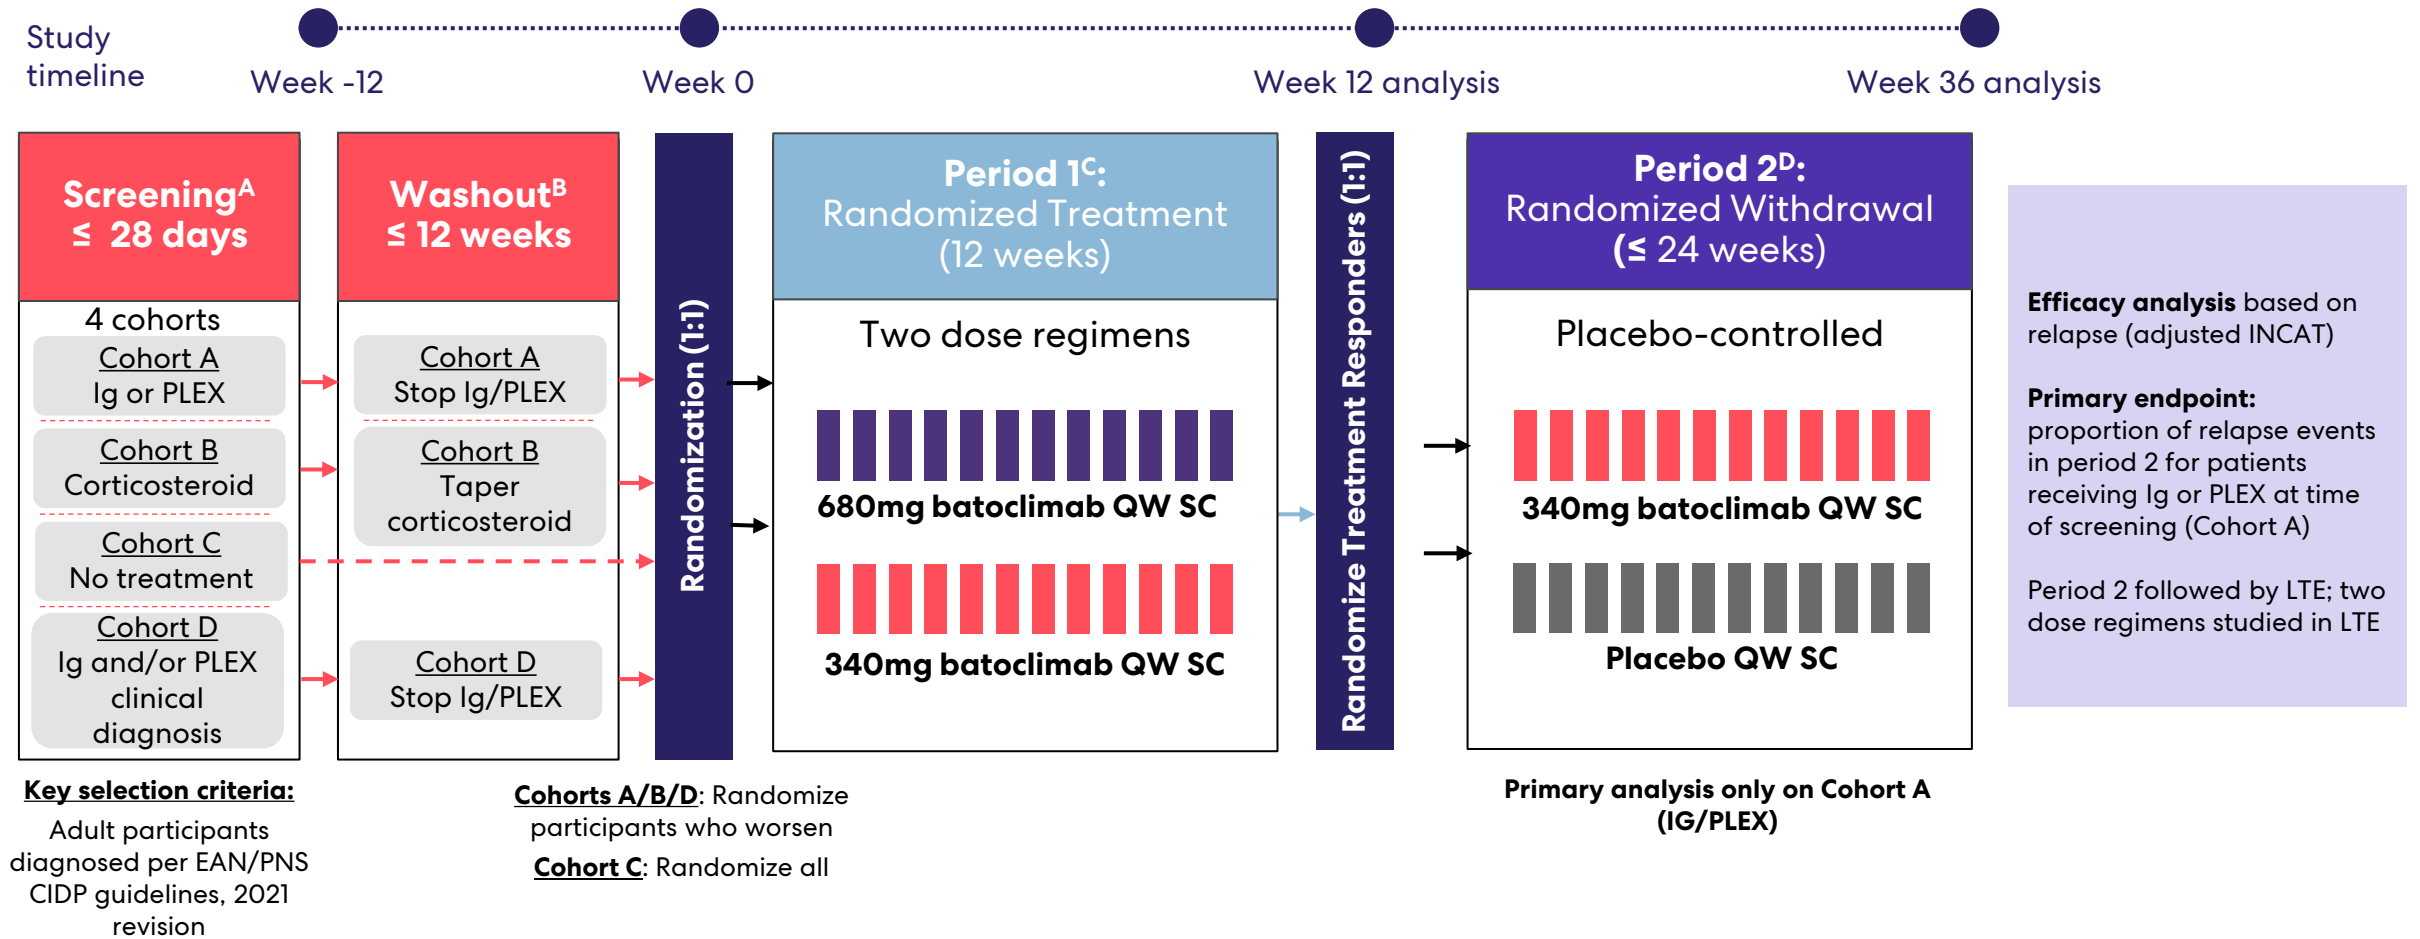 Study
timeline
Week -12
Week 0
Week 12 analysis
Week 36 analysis
Screeningᴬ
≤ 28 days
4 cohorts
Cohort A
Ig or PLEX
Cohort B
Corticosteroid
Cohort C
No treatment
Cohort D
Ig and/or PLEX
clinical
diagnosis
Key selection criteria:
Adult participants
diagnosed per EAN/PNS
CIDP guidelines, 2021
revision
Washoutᴮ
≤ 12 weeks
Cohort A
Stop Ig/PLEX
Cohort B
Taper
corticosteroid
Cohort D
Stop Ig/PLEX
Randomization (1:1)
Cohorts A/B/D: Randomize
participants who worsen
Cohort C: Randomize all
Period 1ᶜ:
Randomized Treatment
(12 weeks)
Two dose regimens
680mg batoclimab QW SC
340mg batoclimab QW SC
Randomize Treatment Responders (1:1)
Period 2ᴰ:
Randomized Withdrawal
(≤ 24 weeks)
Placebo-controlled
340mg batoclimab QW SC
Placebo QW SC
Primary analysis only on Cohort A
(IG/PLEX)
Efficacy analysis based on
relapse (adjusted INCAT)
Primary endpoint:
proportion of relapse events
in period 2 for patients
receiving Ig or PLEX at time
of screening (Cohort A)
Period 2 followed by LTE; two
dose regimens studied in LTE